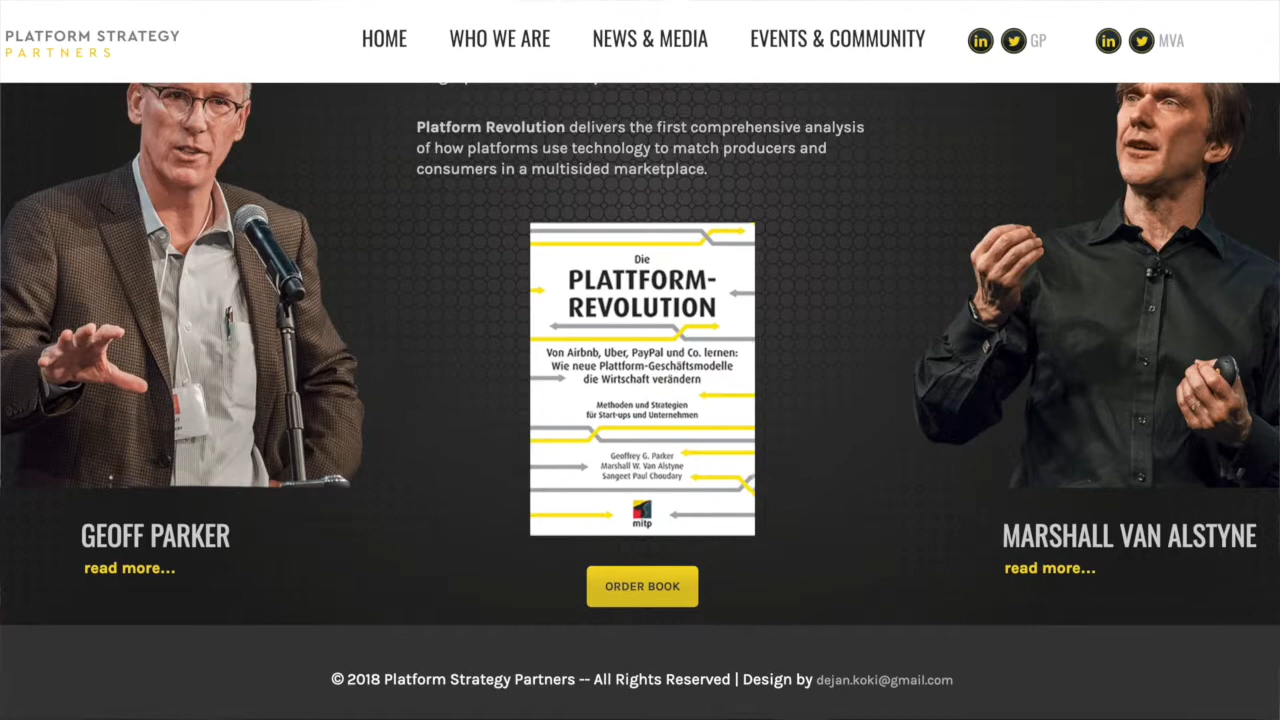 PLATFORM STRATEGY
PARTNERS
HOME
WHO WE ARE
NEWS & MEDIA
EVENTS & COMMUNITY
in
GP
in
MVA
Platform Revolution delivers the first comprehensive analysis
of how platforms use technology to match producers and
consumers in a multisided marketplace.
Die
PLATTFORM-
REVOLUTION
Von Airbnb, Uber, PayPal und Co. lernen:
Wie neue Plattform-Geschäftsmodelle
die Wirtschaft verändern
Methoden und Strategien
für Start-ups und Unternehmen
Geoffrey G. Parker
Marshall W. Van Alstyne
Sangeet Paul Choudary
mitp
GEOFF PARKER
read more...
MARSHALL VAN ALSTYNE
read more...
ORDER BOOK
© 2018 Platform Strategy Partners -- All Rights Reserved | Design by dejan.koki@gmail.com